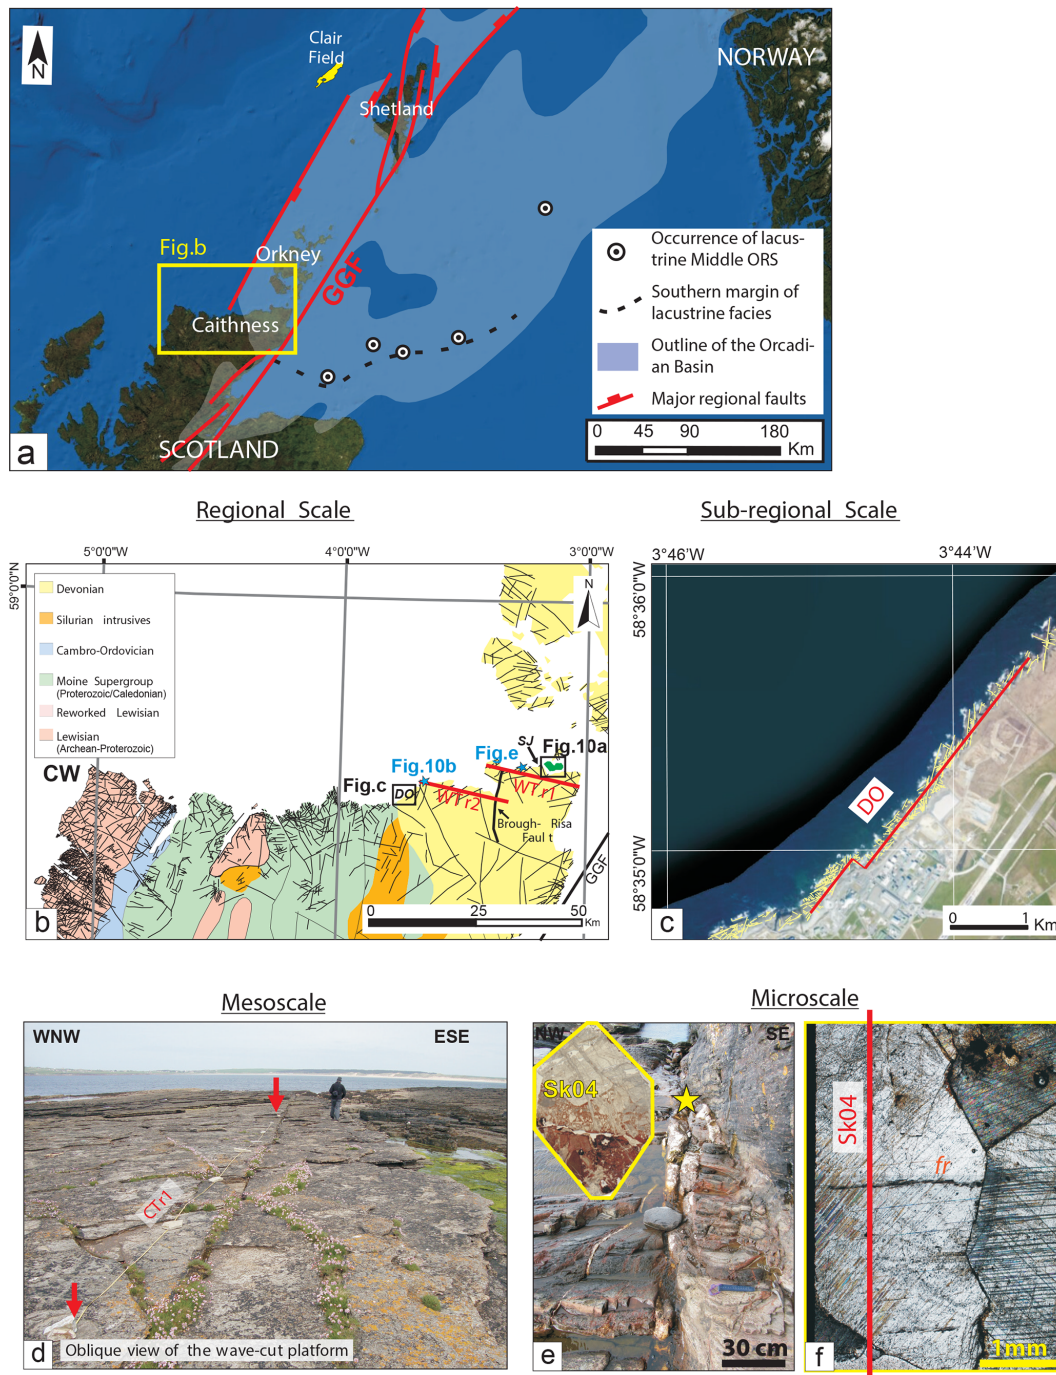 Clair
Field
N
NORWAY
Shetland
Fig.b
Orkney
GGF
Caithness
Occurrence of lacus-
trine Middle ORS
Southern margin of
lacustrine facies
Outline of the Orcadi-
an Basin
Major regional faults
SCOTLAND
a
0 45 90 180
Km
Regional Scale
Sub-regional Scale
5°0'0"W 4°0'0"W 3°0'0"W
59°0'0"N
Devonian
Silurian intrusives
Cambro-Ordovician
Moine Supergroup
(Proterozoic/Caledonian)
Reworked Lewisian
Lewisian
(Archean-Proterozoic)
N
CW
Fig.c
DO
Fig.10b
Fig.e
SJ
Fig.10a
WTr2
WTr1
Brough- Risa
Faul t
GGF
b
0 25 50
Km
3°46'W 3°44'W
58°36'0"W
58°35'0"W
DO
c
0 1
Km
Mesoscale
Microscale
WNW ESE
CTr1
d
Oblique view of the wave-cut platform
NW SE
Sk04
e
30 cm
Sk04
fr
f
1mm